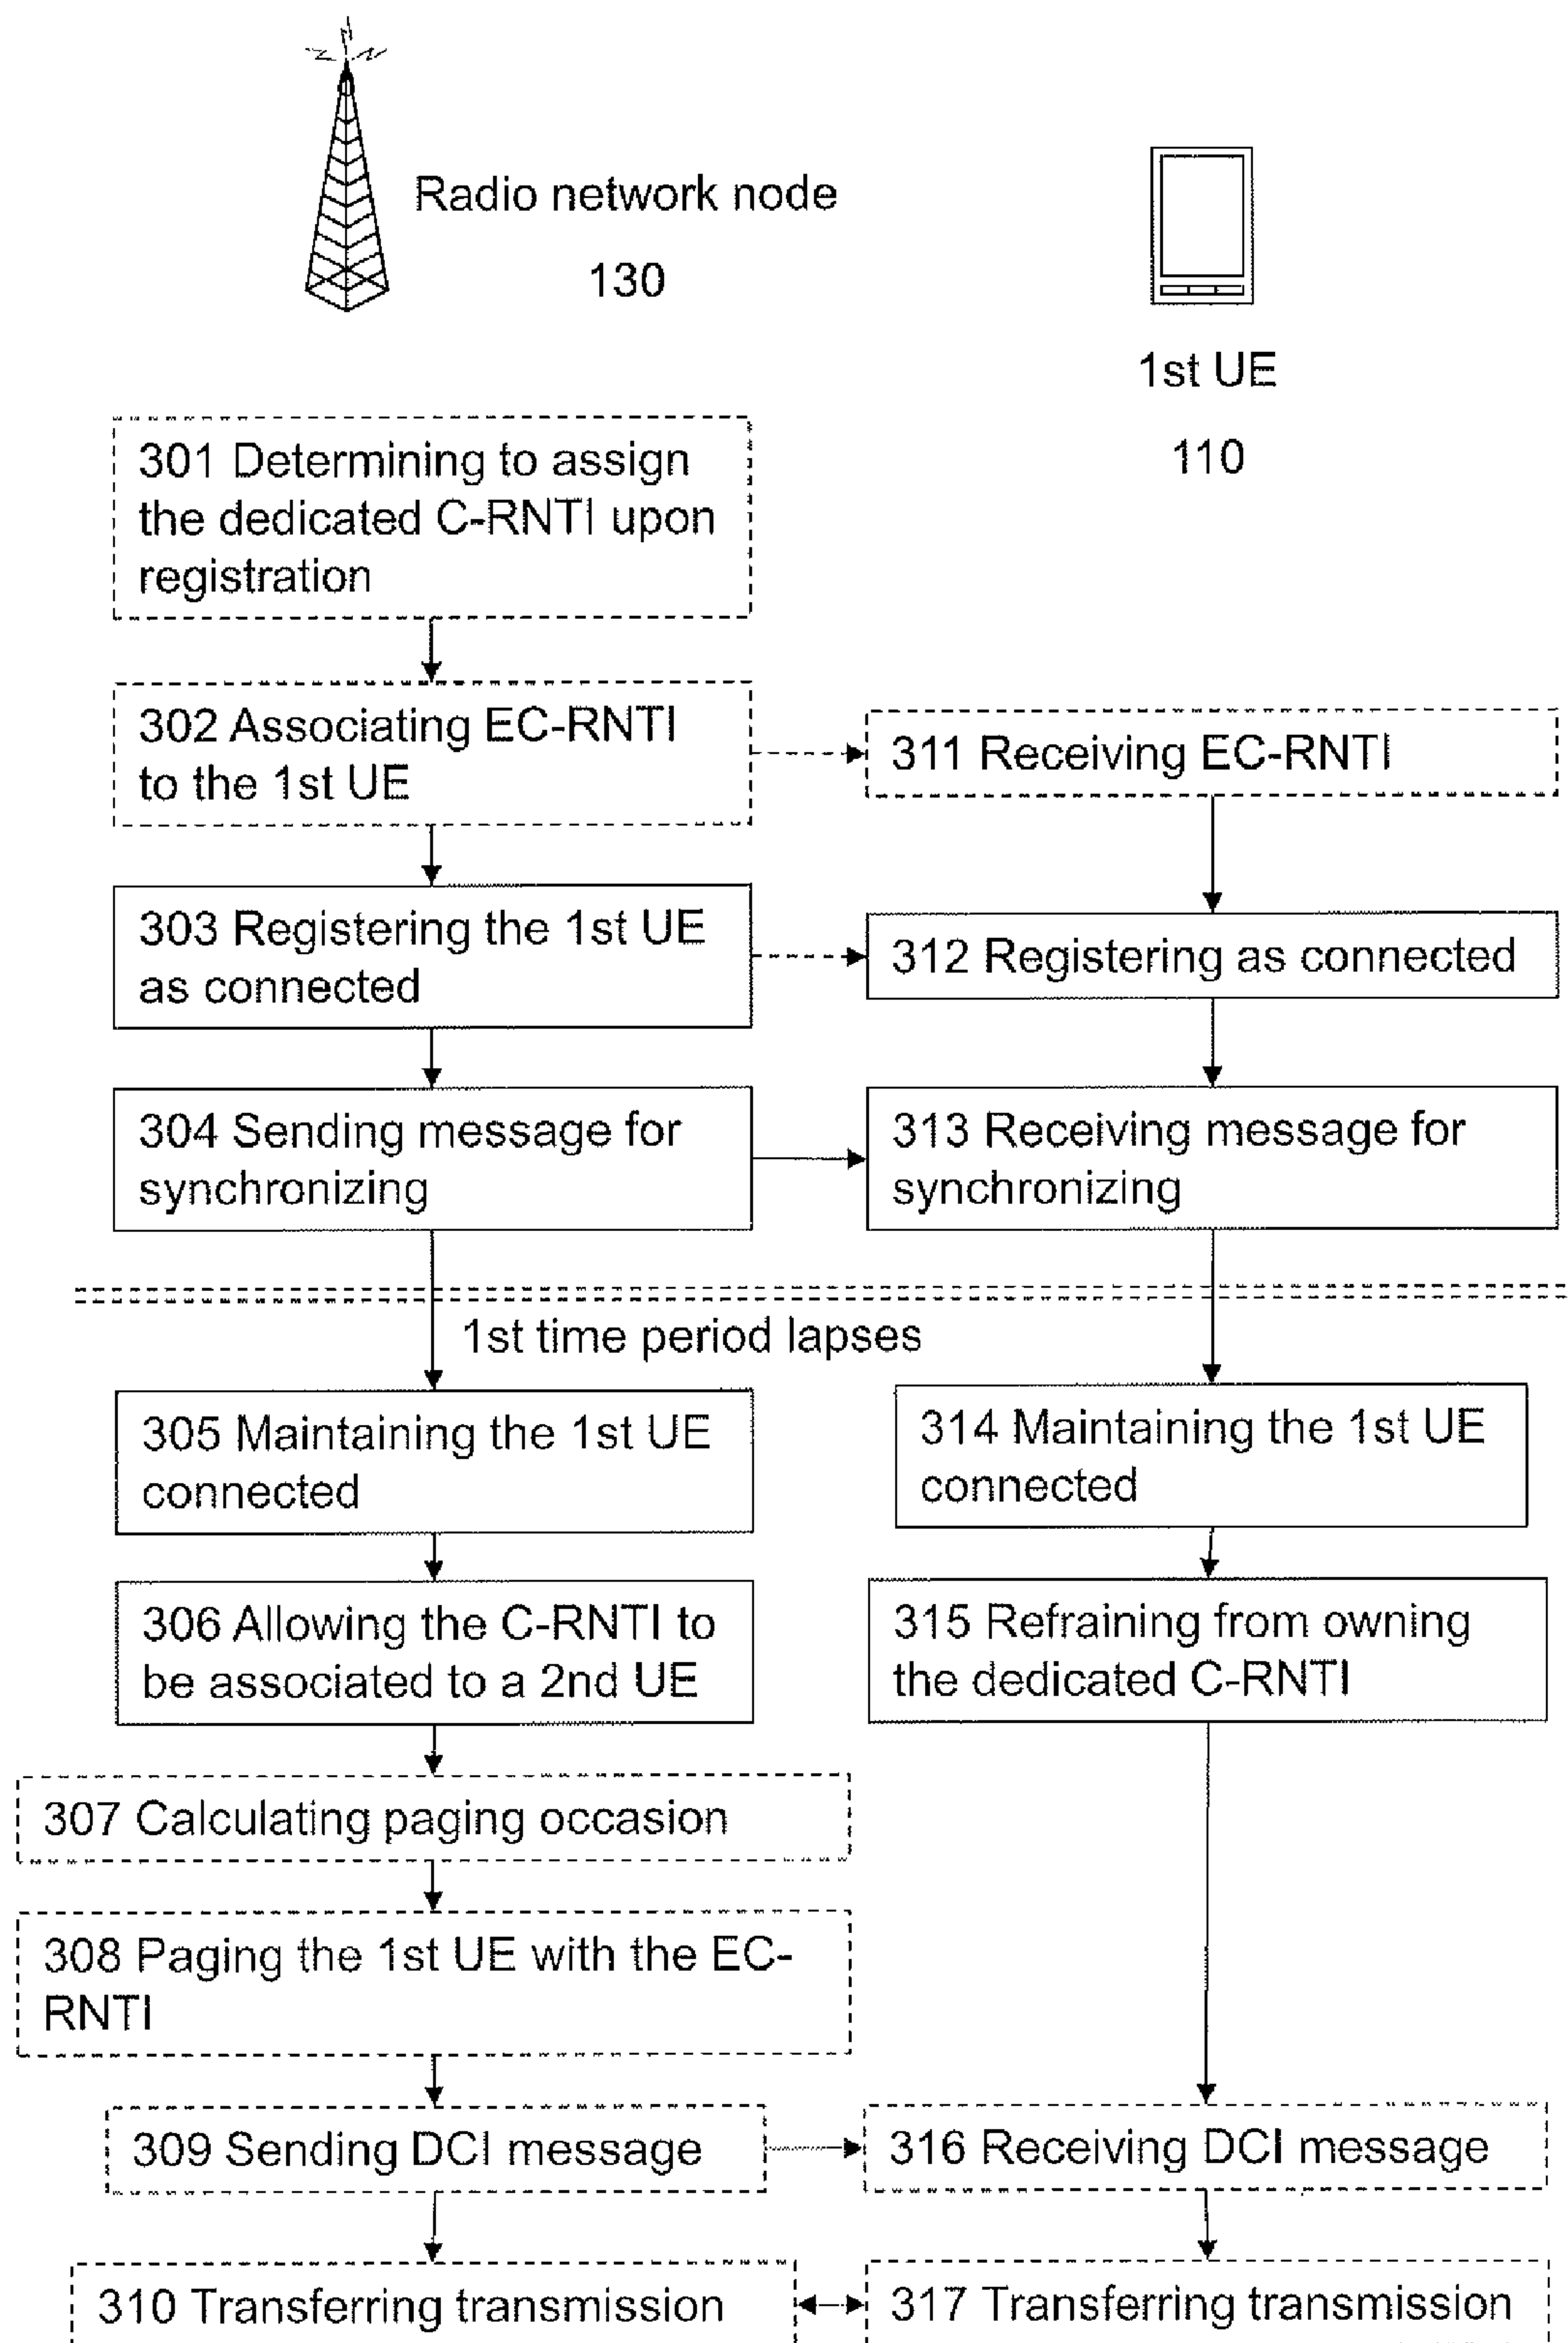 Radio network node
130
1st UE
110
301 Determining to assign
the dedicated C-RNTI upon
registration
302 Associating EC-RNTI
to the 1st UE
311 Receiving EC-RNTI
303 Registering the 1st UE
as connected
312 Registering as connected
304 Sending message for
synchronizing
313 Receiving message for
synchronizing
1st time period lapses
305 Maintaining the 1st UE
connected
314 Maintaining the 1st UE
connected
306 Allowing the C-RNTI to
be associated to a 2nd UE
315 Refraining from owning
the dedicated C-RNTI
307 Calculating paging occasion
308 Paging the 1st UE with the EC-
RNTI
309 Sending DCI message
316 Receiving DCI message
310 Transferring transmission
317 Transferring transmission